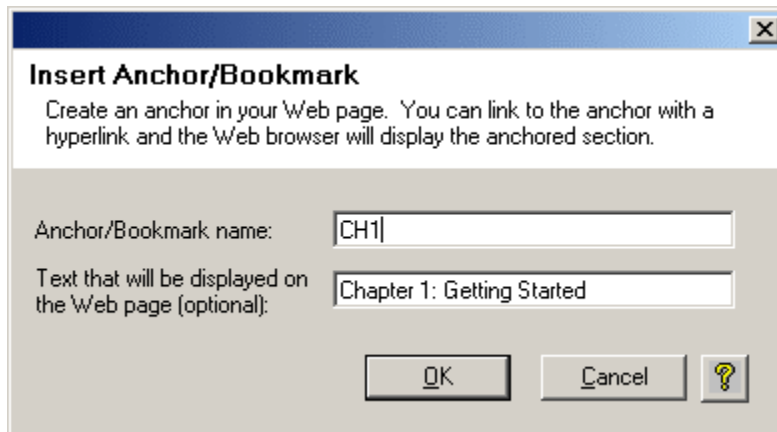 Insert Anchor/Bookmark
Create an anchor in your Web page.  You can link to the anchor with a
hyperlink and the Web browser will display the anchored section.
Anchor/Bookmark name:
CH1
Text that will be displayed on
the Web page (optional):
Chapter 1: Getting Started
OK
Cancel
?